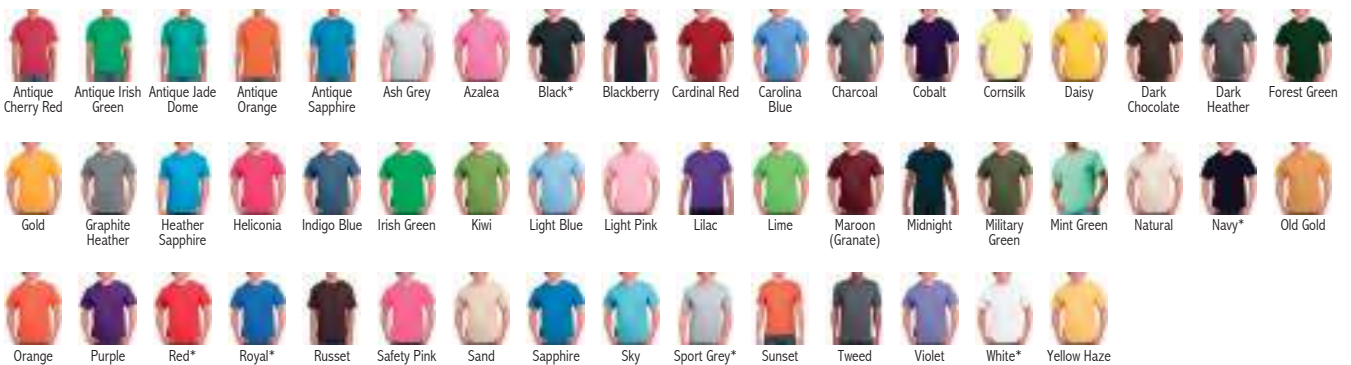 Antique Cherry Red
Antique Irish Green
Antique Jade Dome
Antique Orange
Antique Sapphire
Ash Grey
Azalea
Black*
Blackberry
Cardinal Red
Carolina Blue
Charcoal
Cobalt
Cornsilk
Daisy
Dark Chocolate
Dark Heather
Forest Green
Gold
Graphite Heather
Heather Sapphire
Heliconia
Indigo Blue
Irish Green
Kiwi
Light Blue
Light Pink
Lilac
Lime
Maroon (Granate)
Midnight
Military Green
Mint Green
Natural
Navy*
Old Gold
Orange
Purple
Red*
Royal*
Russet
Safety Pink
Sand
Sapphire
Sky
Sport Grey*
Sunset
Tweed
Violet
White*
Yellow Haze